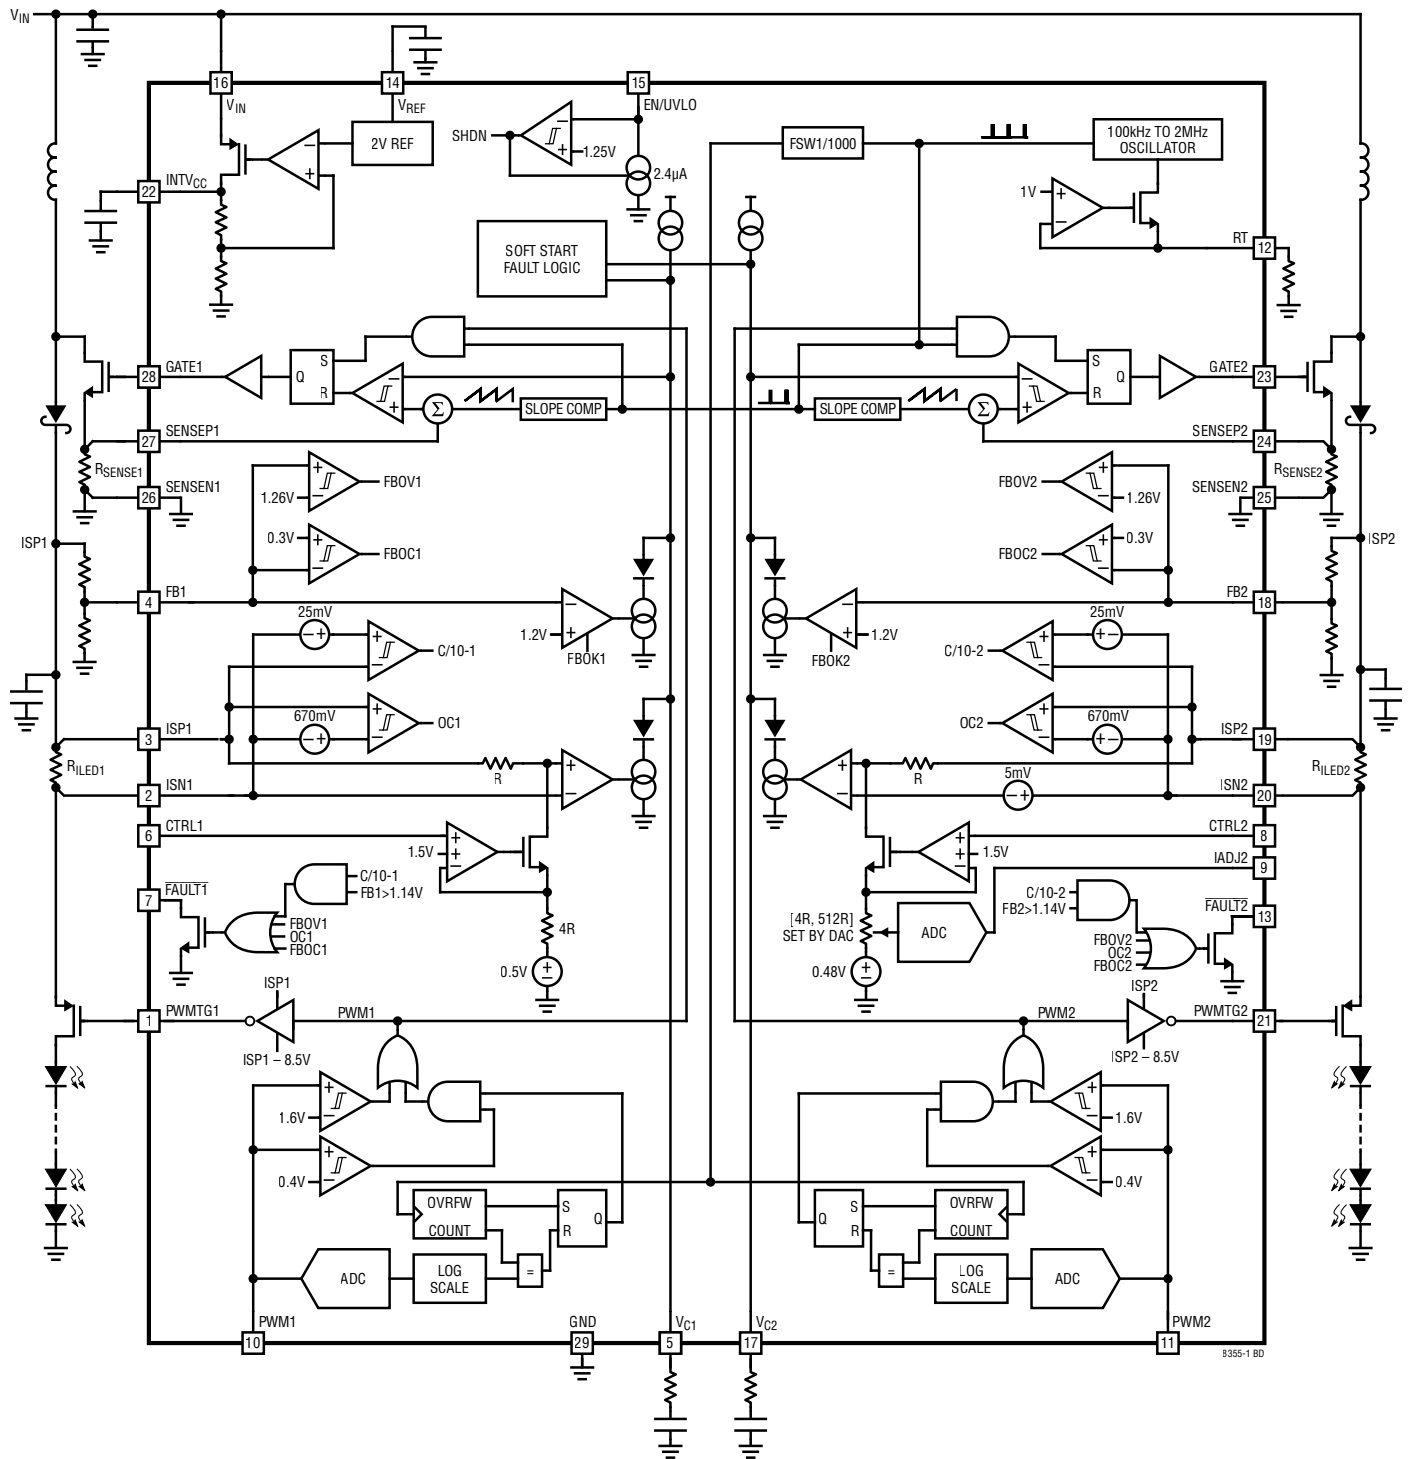 VIN
16
14
15
VIN
VREF
EN/UVLO
2V REF
SHDN
1.25V
2.4µA
FSW1/1000
100kHz TO 2MHz
OSCILLATOR
22
INTVCC
1V
RT
12
SOFT START
FAULT LOGIC
28
GATE1
Q
S
R
Σ
SLOPE COMP
SLOPE COMP
Σ
S
R
Q
GATE2
23
27
SENSEP1
SENSEP2
24
RSENSE1
RSENSE2
26
SENSEN1
SENSEN2
25
1.26V
FBOV1
FBOV2
1.26V
ISP1
0.3V
FBOC1
FBOC2
0.3V
ISP2
4
FB1
FB2
18
25mV
1.2V
FBOK1
1.2V
FBOK2
25mV
C/10-1
C/10-2
670mV
OC1
OC2
670mV
3
ISP1
ISP2
19
RILED1
R
R
5mV
RILED2
2
ISN1
ISN2
20
6
CTRL1
1.5V
1.5V
CTRL2
8
IADJ2
9
7
FAULT1
C/10-1
FB1>1.14V
FBOV1
OC1
FBOC1
4R
0.5V
[4R, 512R]
SET BY DAC
0.48V
ADC
C/10-2
FB2>1.14V
FBOV2
OC2
FBOC2
FAULT2
13
ISP1
ISP2
1
PWMTG1
PWM1
PWM2
PWMTG2
21
ISP1 – 8.5V
ISP2 – 8.5V
1.6V
1.6V
0.4V
0.4V
OVRFW
COUNT
S
R
Q
Q
S
R
OVRFW
COUNT
ADC
LOG
SCALE
=
=
LOG
SCALE
ADC
PWM1
10
GND
29
VC1
5
VC2
17
PWM2
11
8355-1 BD